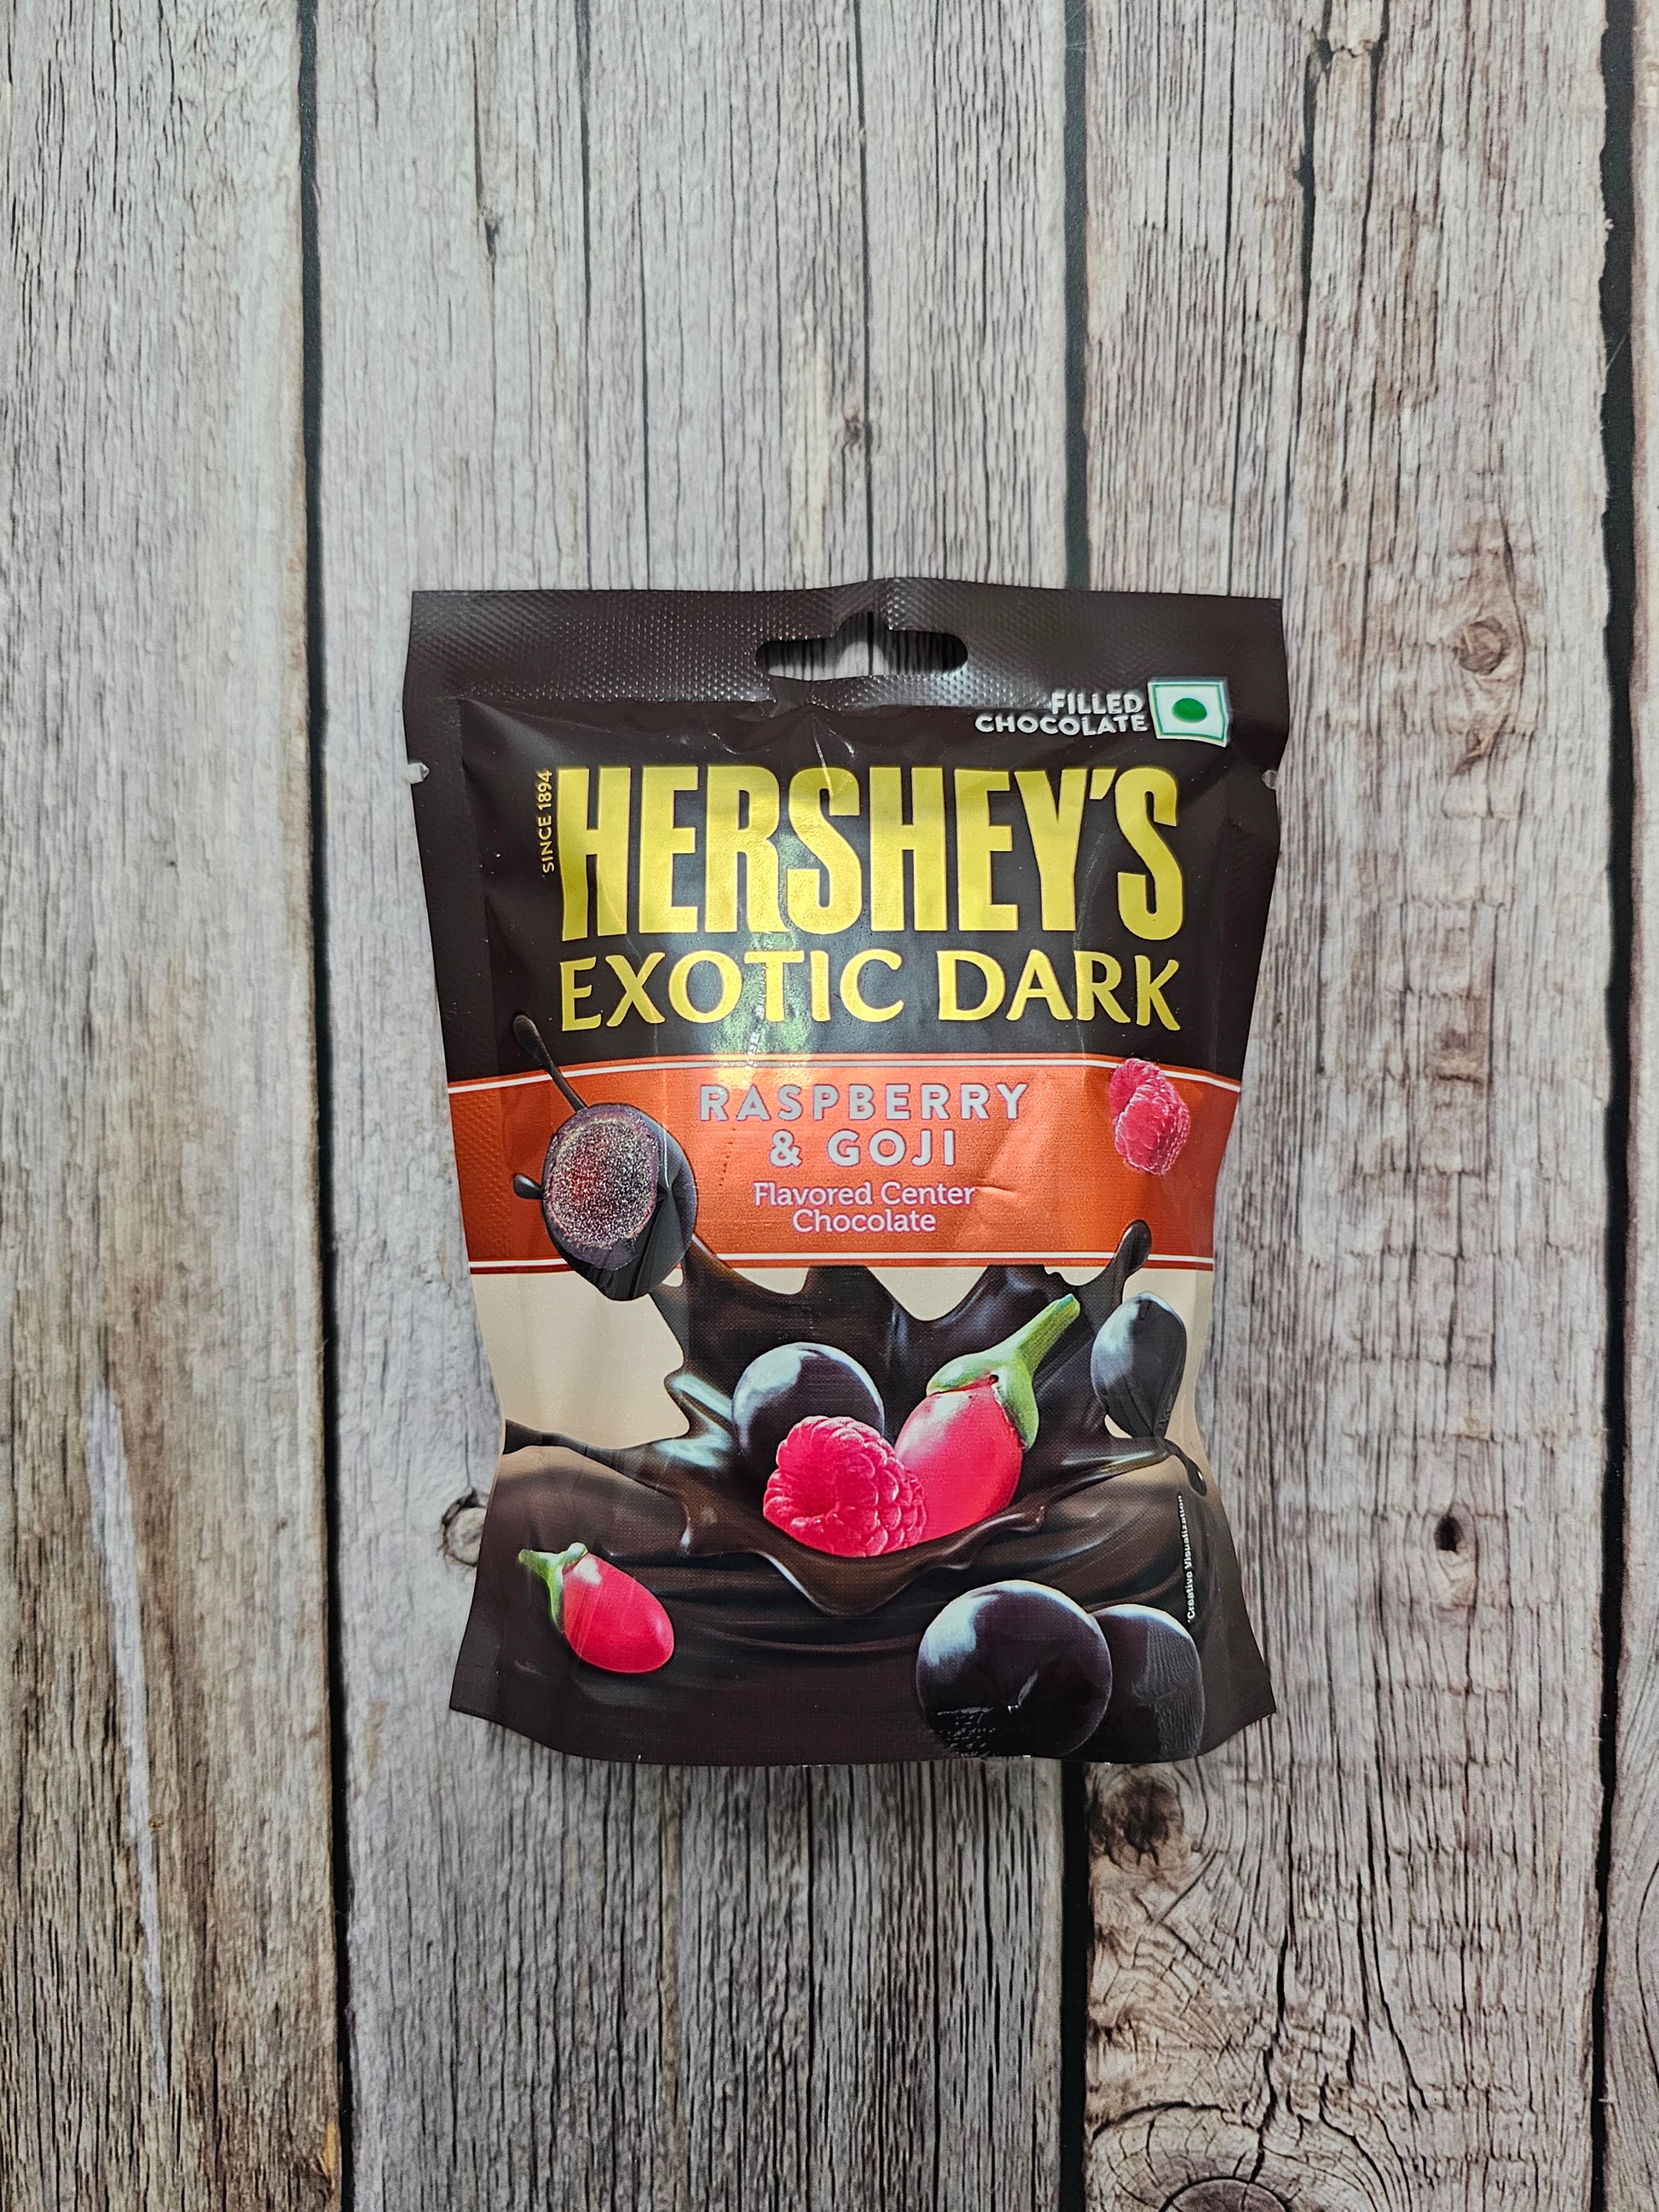 FILLED
CHOCOLATE
SINCE 1894
HERSHEY'S
EXOTIC DARK
RASPBERRY
& GOJI
Flavored Center
Chocolate
*Creative Visualization